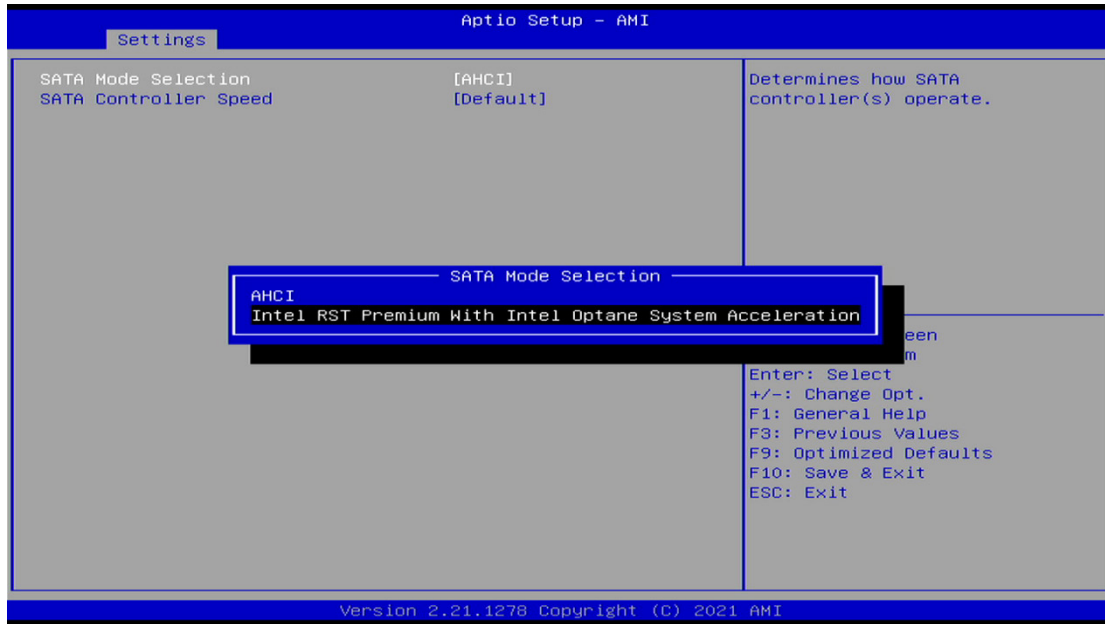 Aptio Setup - AMI
Settings
SATA Mode Selection [AHCI]
SATA Controller Speed [Default]
Determines how SATA
controller(s) operate.
SATA Mode Selection
AHCI
Intel RST Premium With Intel Optane System Acceleration
Enter: Select
+/-: Change Opt.
F1: General Help
F3: Previous Values
F9: Optimized Defaults
F10: Save & Exit
ESC: Exit
Version 2.21.1278 Copyright (C) 2021 AMI